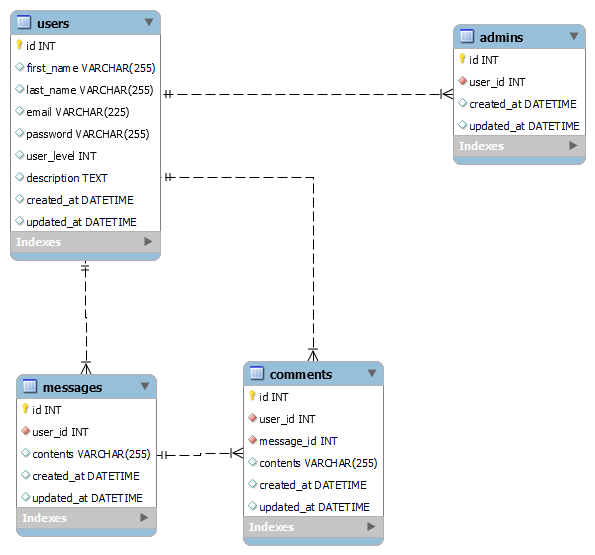 users
id INT
first_name VARCHAR(255)
last_name VARCHAR(255)
email VARCHAR(225)
password VARCHAR(255)
user_level INT
description TEXT
created_at DATETIME
updated_at DATETIME
Indexes
admins
id INT
user_id INT
created_at DATETIME
updated_at DATETIME
Indexes
messages
id INT
user_id INT
contents VARCHAR(255)
created_at DATETIME
updated_at DATETIME
Indexes
comments
id INT
user_id INT
message_id INT
contents VARCHAR(255)
created_at DATETIME
updated_at DATETIME
Indexes